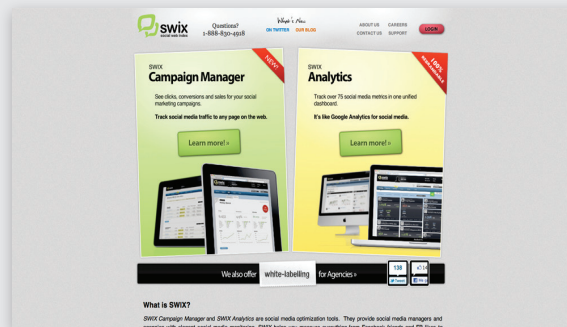 swix
social web index
Questions?
1-888-830-4918
What's New
ON TWITTER OUR BLOG
ABOUT US CAREERS
CONTACT US SUPPORT
LOGIN
SWIX
Campaign Manager
NEW!
See clicks, conversions and sales for your social
marketing campaigns.
Track social media traffic to any page on the web.
Learn more! »
SWIX
Analytics
100%
REBRANDABLE
Track over 75 social media metrics in one unified
dashboard.
It's like Google Analytics for social media.
Learn more! »
We also offer white-labelling for Agencies »
138
Tweet
What is SWIX?
SWIX Campaign Manager and SWIX Analytics are social media optimization tools. They provide social media managers and